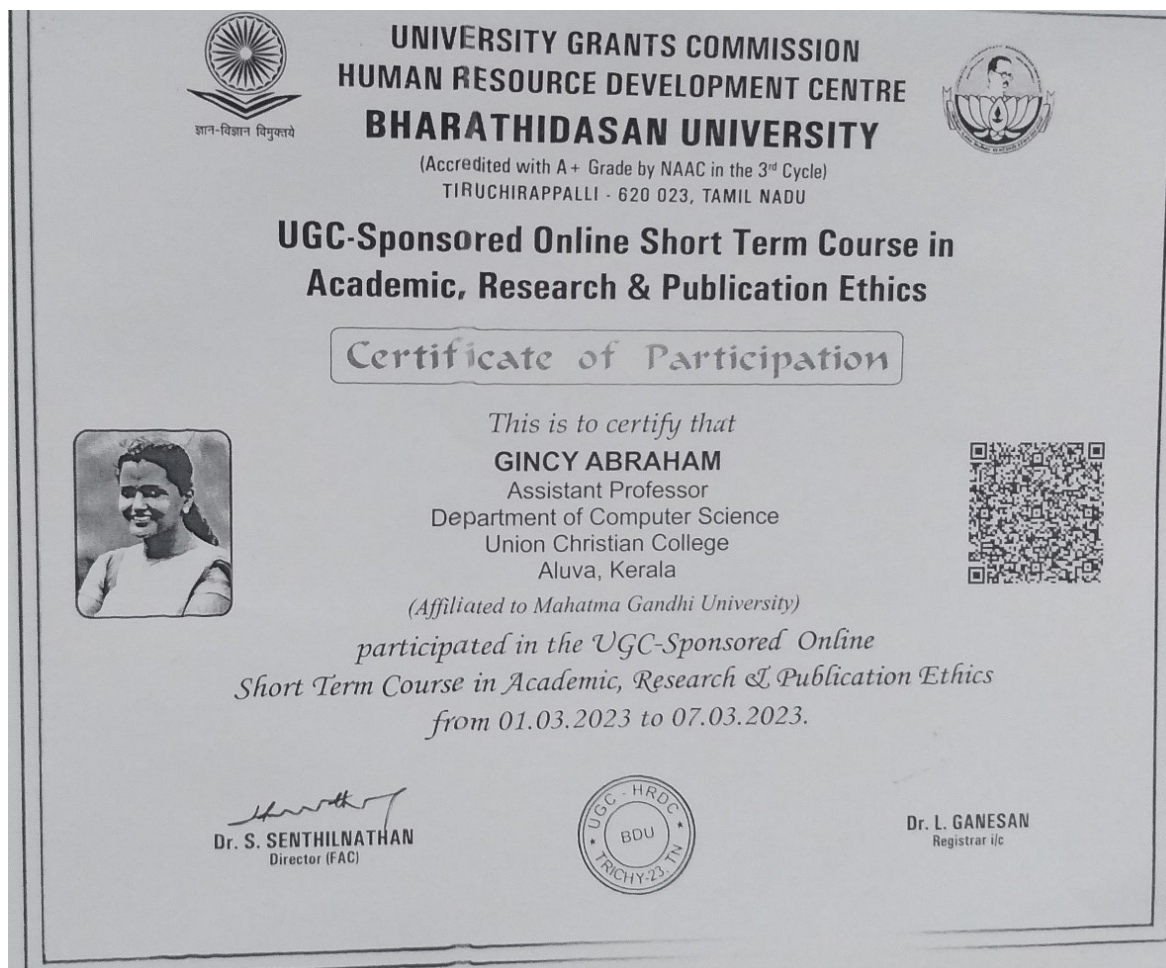 UNIVERSITY GRANTS COMMISSION
HUMAN RESOURCE DEVELOPMENT CENTRE
BHARATHIDASAN UNIVERSITY
(Accredited with A+ Grade by NAAC in the 3rd Cycle)
TIRUCHIRAPPALLI - 620 023, TAMIL NADU
ज्ञान-विज्ञान विमुक्तये
UGC-Sponsored Online Short Term Course in
Academic, Research & Publication Ethics
Certificate of Participation
This is to certify that
GINCY ABRAHAM
Assistant Professor
Department of Computer Science
Union Christian College
Aluva, Kerala
(Affiliated to Mahatma Gandhi University)
participated in the UGC-Sponsored Online
Short Term Course in Academic, Research & Publication Ethics
from 01.03.2023 to 07.03.2023.
Dr. S. SENTHILNATHAN
Director (FAC)
UGC - HRDC
BDU
TRICHY-23, TN
Dr. L. GANESAN
Registrar i/c